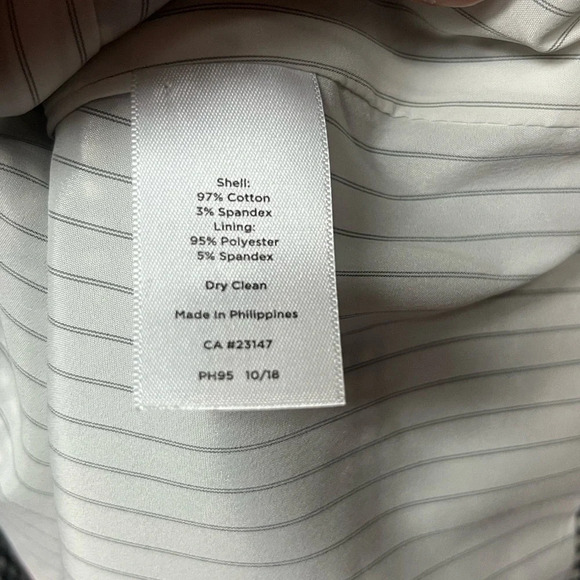 Shell:
97% Cotton
3% Spandex
Lining:
95% Polyester
5% Spandex
Dry Clean
Made In Philippines
CA #23147
PH95 10/18